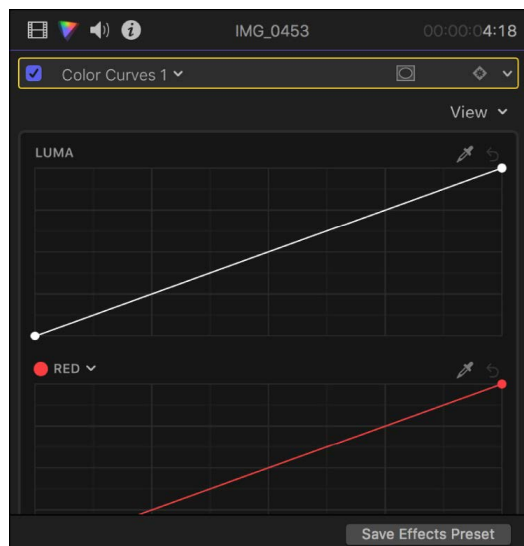 IMG_0453 00:00:04:18
Color Curves 1
View
LUMA
RED
Save Effects Preset